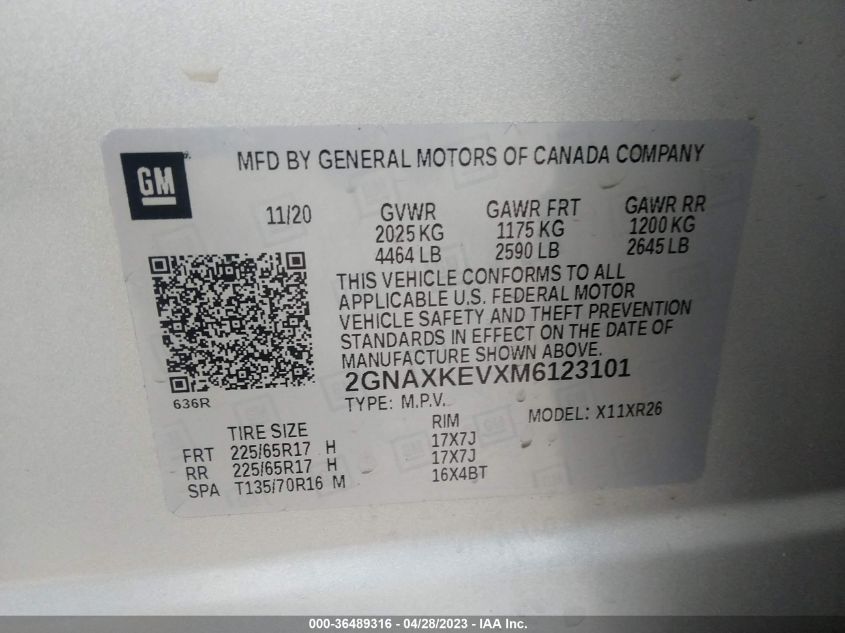 GM
MFD BY GENERAL MOTORS OF CANADA COMPANY
11/20 GVWR GAWR FRT GAWR RR
2025 KG 1175 KG 1200 KG
4464 LB 2590 LB 2645 LB
THIS VEHICLE CONFORMS TO ALL
APPLICABLE U.S. FEDERAL MOTOR
VEHICLE SAFETY AND THEFT PREVENTION
STANDARDS IN EFFECT ON THE DATE OF
MANUFACTURE SHOWN ABOVE.
2GNAXKEVXM6123101
636R
TYPE: M.P.V. MODEL: X11XR26
TIRE SIZE RIM
FRT 225/65R17 H 17X7J
RR 225/65R17 H 17X7J
SPA T135/70R16 M 16X4BT
000-36489316 - 04/28/2023 - IAA Inc.